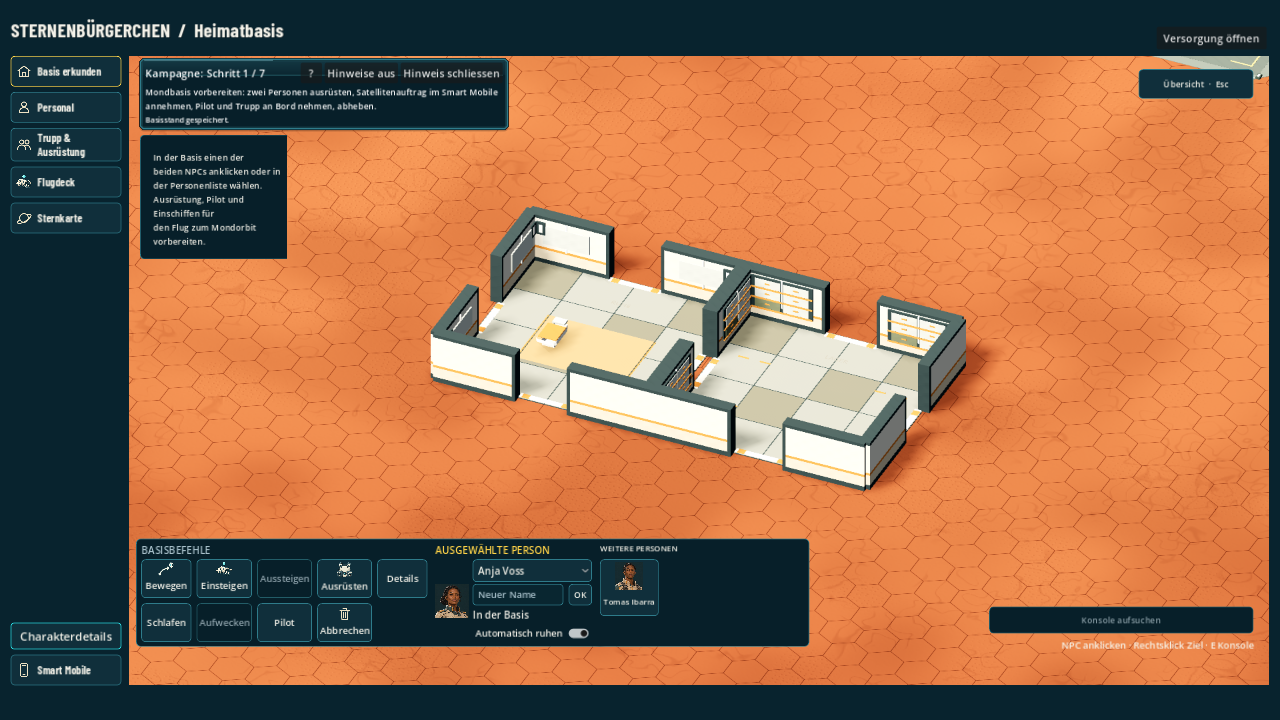 STERNENBÜRGERCHEN / Heimatbasis
Versorgung öffnen
Basis erkunden
Personal
Trupp &
Ausrüstung
Flugdeck
Sternkarte
Charakterdetails
Smart Mobile
Kampagne: Schritt 1 / 7
?
Hinweise aus
Hinweis schliessen
Mondbasis vorbereiten: zwei Personen ausrüsten, Satellitenauftrag im Smart Mobile
annehmen, Pilot und Trupp an Bord nehmen, abheben.
Basisstand gespeichert.
Übersicht · Esc
In der Basis einen der
beiden NPCs anklicken oder in
der Personenliste wählen.
Ausrüstung, Pilot und
Einschiffen für
den Flug zum Mondorbit
vorbereiten.
BASISBEFEHLE
Bewegen
Einsteigen
Aussteigen
Ausrüsten
Details
Schlafen
Aufwecken
Pilot
Abbrechen
AUSGEWÄHLTE PERSON
Anja Voss
Neuer Name
OK
In der Basis
Automatisch ruhen
WEITERE PERSONEN
Tomas Ibarra
Konsole aufsuchen
NPC anklicken · Rechtsklick Ziel · E Konsole